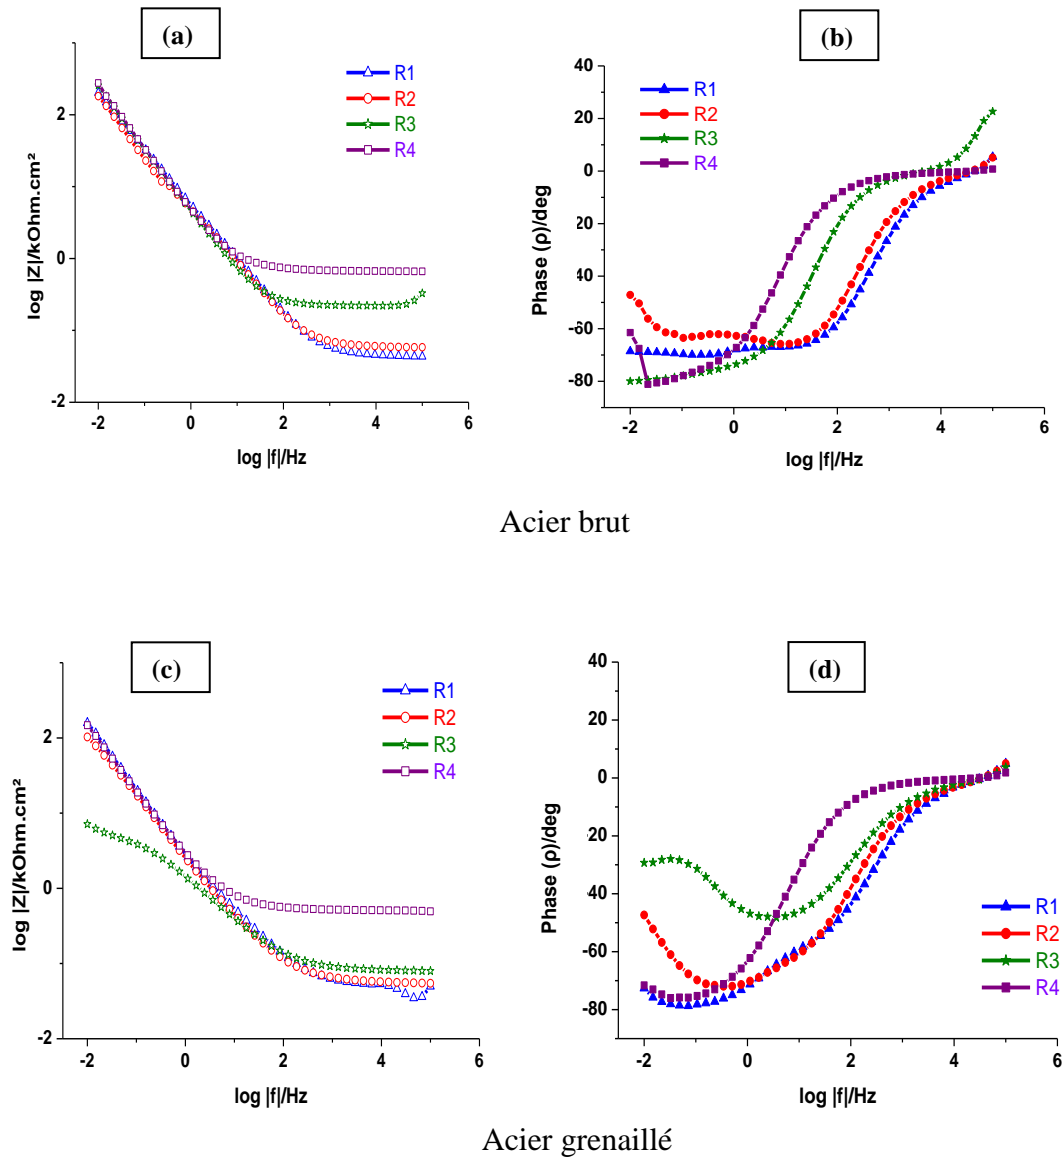 (a)
R1
R2
R3
R4
2
0
-2
-2 0 2 4 6
log |Z|/kOhm.cm²
log |f|/Hz
(b)
R1
R2
R3
R4
40
20
0
20
40
-60
-80
-2 0 2 4 6
Phase (ρ)/deg
log |f|/Hz
Acier brut
(c)
R1
R2
R3
R4
2
0
-2
-2 0 2 4 6
log |Z|/kOhm.cm²
log |f|/Hz
(d)
R1
R2
R3
R4
40
20
0
20
40
-60
-80
-2 0 2 4 6
Phase (ρ)/deg
log |f|/Hz
Acier grenaillé